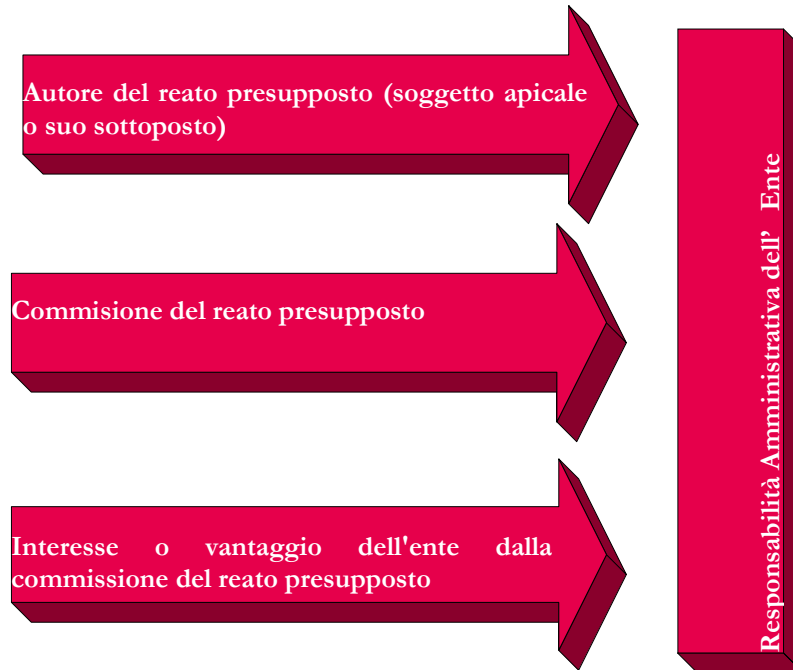 Autore del reato presupposto (soggetto apicale
o suo sottoposto)
Commisione del reato presupposto
Interesse o vantaggio dell'ente dalla
commissione del reato presupposto
Responsabilità Amministrativa dell’ Ente